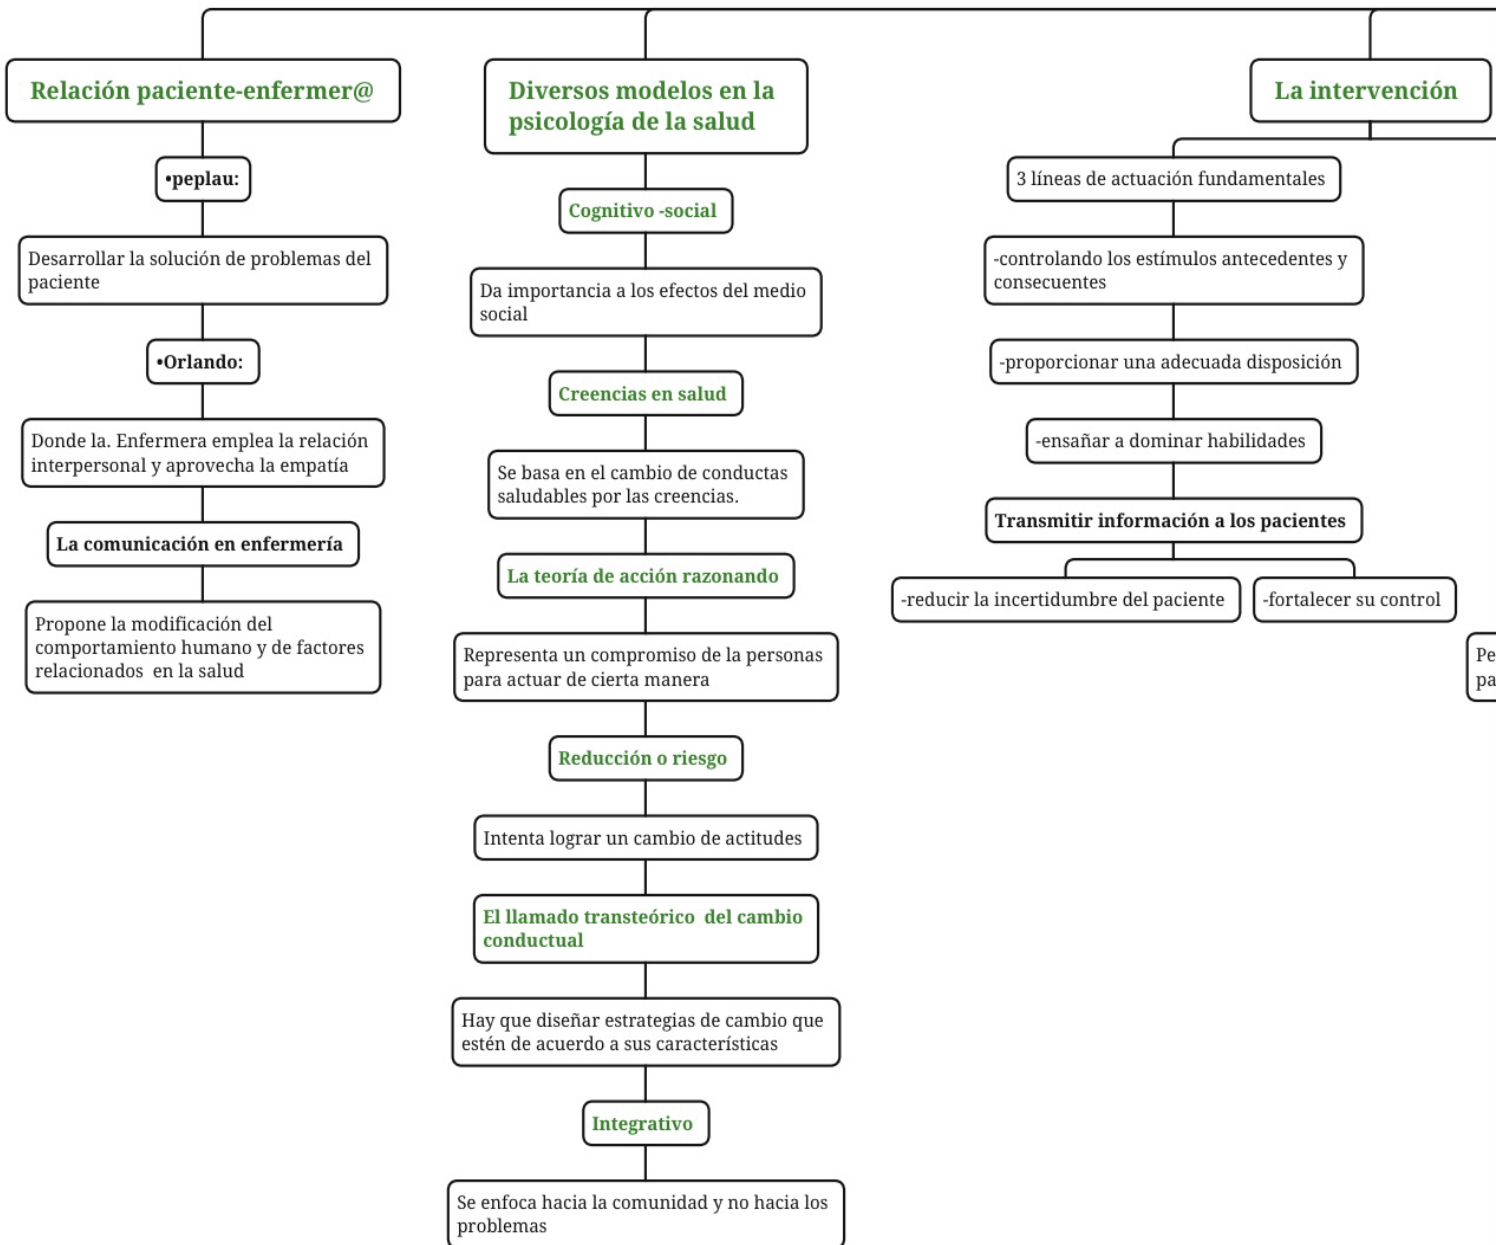 Relación paciente-enfermer@
•peplau:
Desarrollar la solución de problemas del
paciente
•Orlando:
Donde la. Enfermera emplea la relación
interpersonal y aprovecha la empatía
La comunicación en enfermería
Propone la modificación del
comportamiento humano y de factores
relacionados  en la salud
Diversos modelos en la
psicología de la salud
Cognitivo -social
Da importancia a los efectos del medio
social
Creencias en salud
Se basa en el cambio de conductas
saludables por las creencias.
La teoría de acción razonando
Representa un compromiso de la personas
para actuar de cierta manera
Reducción o riesgo
Intenta lograr un cambio de actitudes
El llamado transteórico  del cambio
conductual
Hay que diseñar estrategias de cambio que
estén de acuerdo a sus características
Integrativo
Se enfoca hacia la comunidad y no hacia los
problemas
La intervención
3 líneas de actuación fundamentales
-controlando los estímulos antecedentes y
consecuentes
-proporcionar una adecuada disposición
-ensañar a dominar habilidades
Transmitir información a los pacientes
-reducir la incertidumbre del paciente
-fortalecer su control